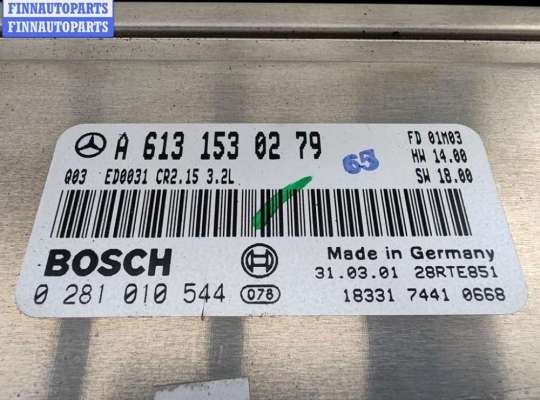 FINNAUTOPARTS
FINNAUTOPARTS
A 613 153 02 79
Q03 ED0031 CR2.15 3.2L
65
FD 01M03
HW 14.00
SW 18.00
BOSCH
0 281 010 544 078
Made in Germany
31.03.01 28RTE851
18331 7441 0668